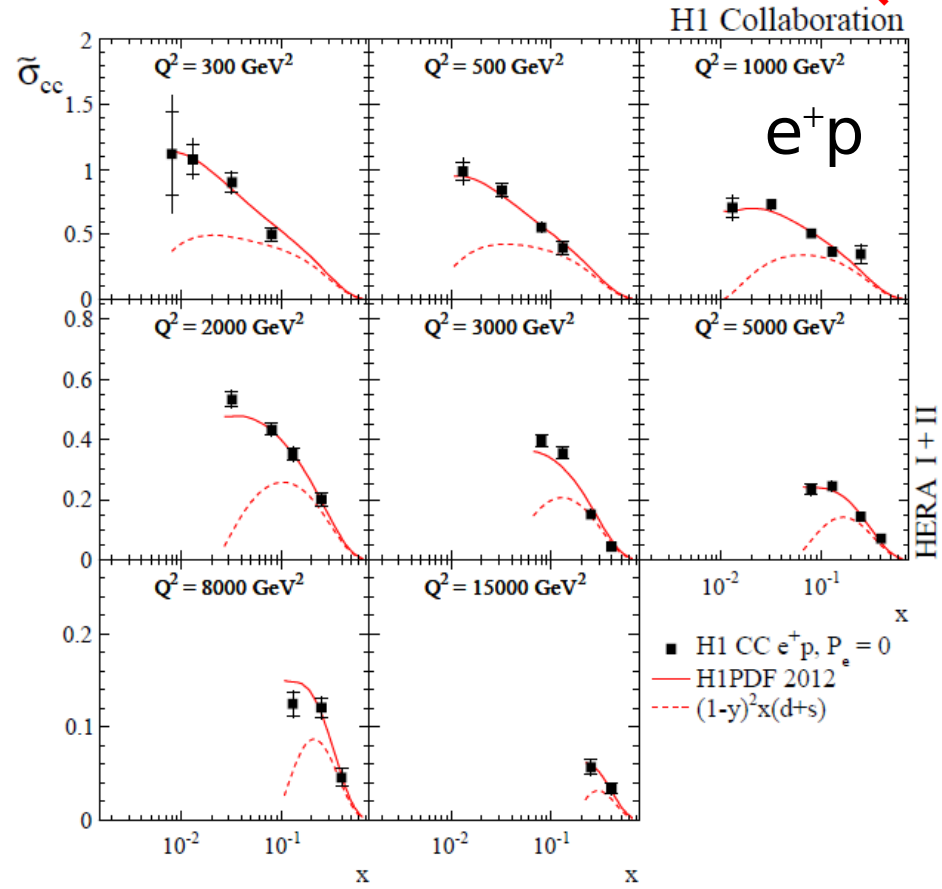 H1 Collaboration
σ̃cc
Q² = 300 GeV²
Q² = 500 GeV²
Q² = 1000 GeV²
e⁺p
2
1.5
1
0.5
0
Q² = 2000 GeV²
Q² = 3000 GeV²
Q² = 5000 GeV²
0.8
0.6
0.4
0.2
0
10⁻² 10⁻¹
x
Q² = 8000 GeV²
Q² = 15000 GeV²
0.2
0.1
0
10⁻² 10⁻¹
x
10⁻² 10⁻¹
x
H1 CC e⁺p, Pₑ = 0
H1PDF 2012
(1-y)²x(d+s)
HERA I + II